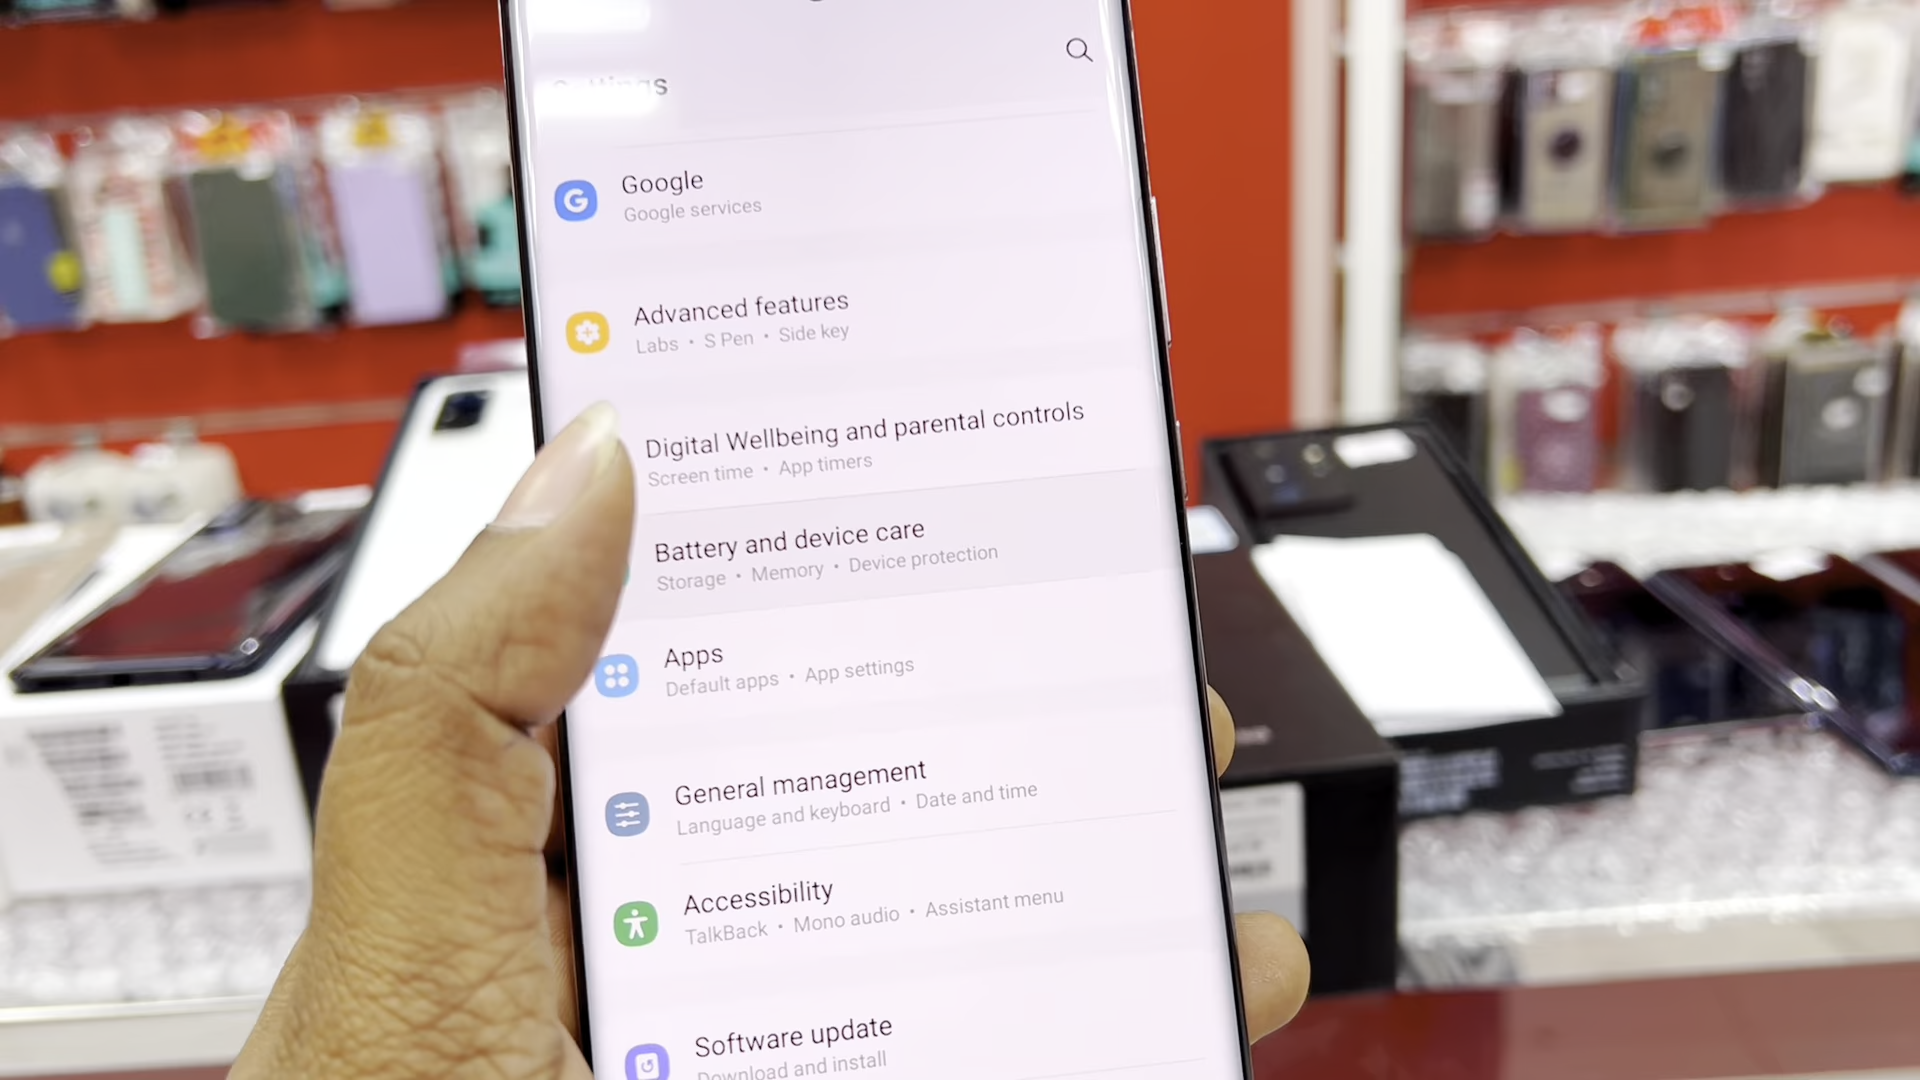 Settings
Google
Google services
Advanced features
Labs • S Pen • Side key
Digital Wellbeing and parental controls
Screen time • App timers
Battery and device care
Storage • Memory • Device protection
Apps
Default apps • App settings
General management
Language and keyboard • Date and time
Accessibility
TalkBack • Mono audio • Assistant menu
Software update
Download and install